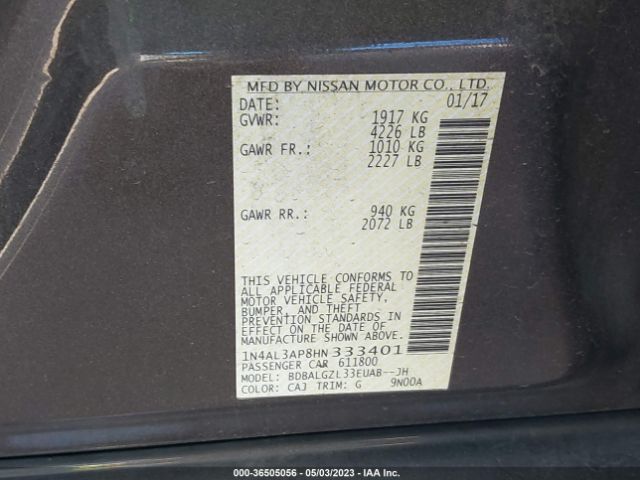 MFD BY NISSAN MOTOR CO., LTD.
DATE: 01/17
GVWR: 1917 KG
4226 LB
GAWR FR.: 1010 KG
2227 LB
GAWR RR.: 940 KG
2072 LB
THIS VEHICLE CONFORMS TO
ALL APPLICABLE FEDERAL
MOTOR VEHICLE SAFETY,
BUMPER, AND THEFT
PREVENTION STANDARDS IN
EFFECT ON THE DATE OF
MANUFACTURE SHOWN ABOVE.
1N4AL3AP8HN 333401
PASSENGER CAR 611800
MODEL: BDBALGZL33EUAB--JH
COLOR: CAJ TRIM: G 9N00A
000-36505056 - 05/03/2023 - IAA Inc.